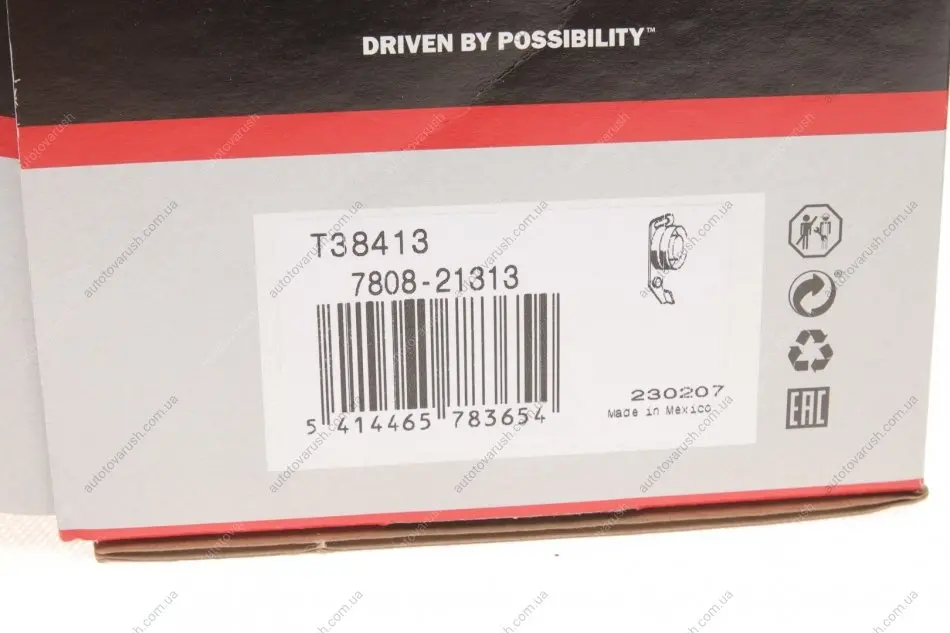 DRIVEN BY POSSIBILITY™
T38413
7808-21313
5 414465 783654
230207
Made in Mexico
EAC
autotovarush.com.ua